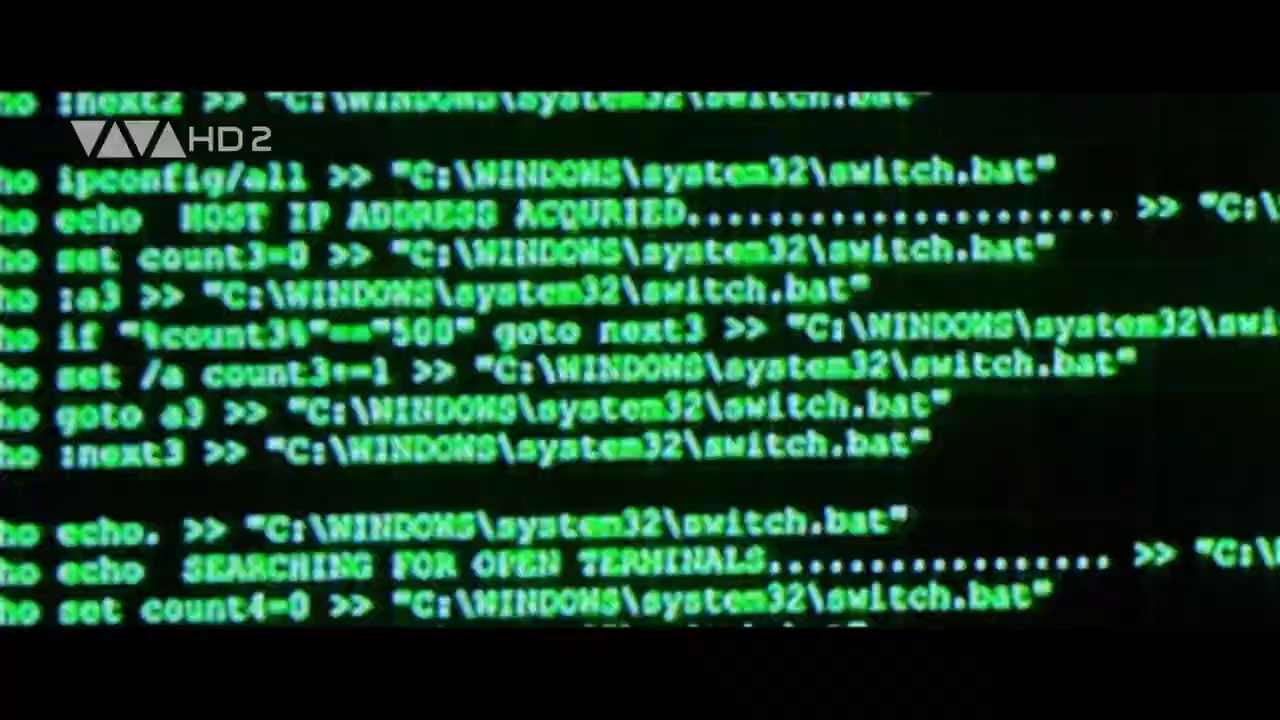 ho :next2 >> "C:\WINDOWS\system32\switch.bat"
VAVA HD 2
ho ipconfig/all >> "C:\WINDOWS\system32\switch.bat"
ho echo  HOST IP ADDRESS ACQURIED..................... >> "C:\
ho set count3=0 >> "C:\WINDOWS\system32\switch.bat"
ho :a3 >> "C:\WINDOWS\system32\switch.bat"
ho if "%count3%"=="500" goto next3 >> "C:\WINDOWS\system32\swi
ho set /a count3+=1 >> "C:\WINDOWS\system32\switch.bat"
ho goto a3 >> "C:\WINDOWS\system32\switch.bat"
ho :next3 >> "C:\WINDOWS\system32\switch.bat"
ho echo. >> "C:\WINDOWS\system32\switch.bat"
ho echo  SEARCHING FOR OPEN TERMINALS................. >> "C:\
ho set count4=0 >> "C:\WINDOWS\system32\switch.bat"